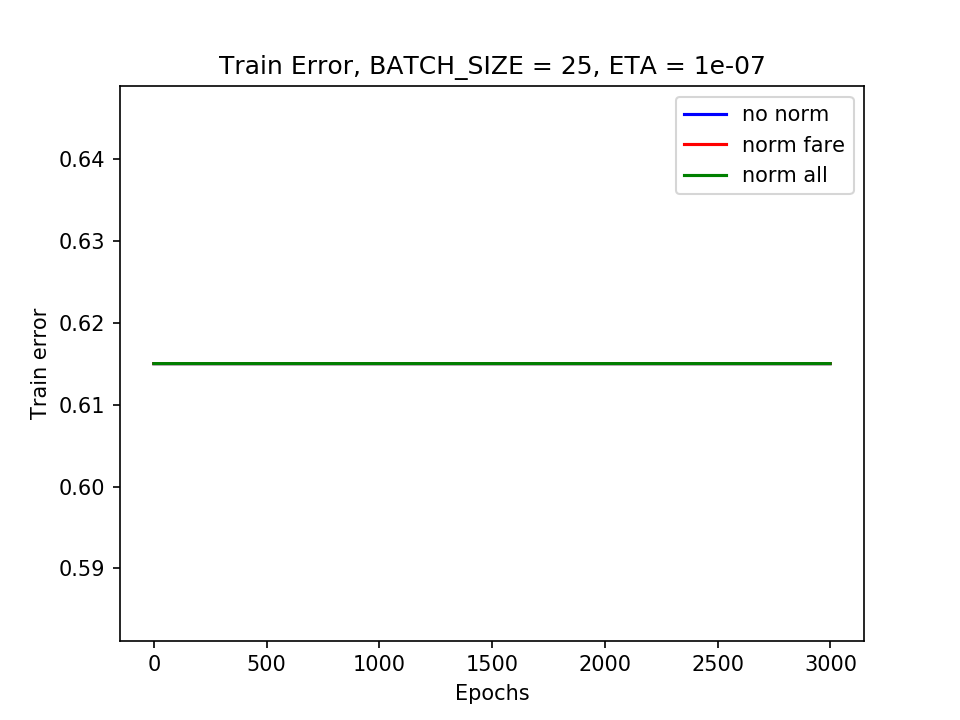 Train Error, BATCH_SIZE = 25, ETA = 1e-07
no norm
norm fare
norm all
0.64
0.63
0.62
0.61
0.60
0.59
Train error
0 500 1000 1500 2000 2500 3000
Epochs